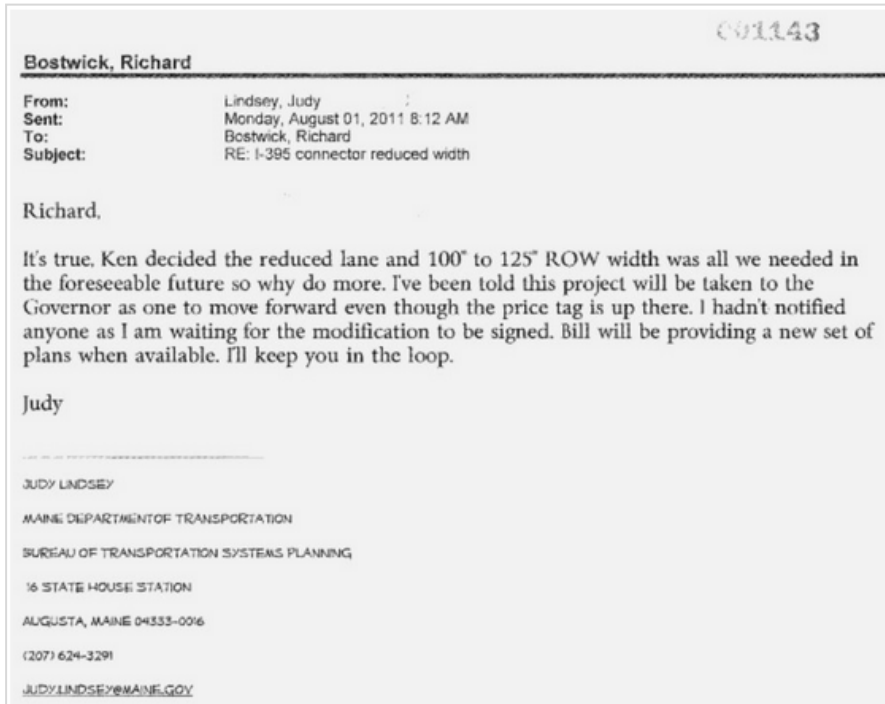 001143
Bostwick, Richard
From: Lindsey, Judy
Sent: Monday, August 01, 2011 8:12 AM
To: Bostwick, Richard
Subject: RE: I-395 connector reduced width
Richard,
It's true, Ken decided the reduced lane and 100" to 125" ROW width was all we needed in
the foreseeable future so why do more. I've been told this project will be taken to the
Governor as one to move forward even though the price tag is up there. I hadn't notified
anyone as I am waiting for the modification to be signed. Bill will be providing a new set of
plans when available. I'll keep you in the loop.
Judy
JUDY LINDSEY
MAINE DEPARTMENTOF TRANSPORTATION
BUREAU OF TRANSPORTATION SYSTEMS PLANNING
16 STATE HOUSE STATION
AUGUSTA, MAINE 04333-0016
(207) 624-3291
JUDY.LINDSEY@MAINE.GOV